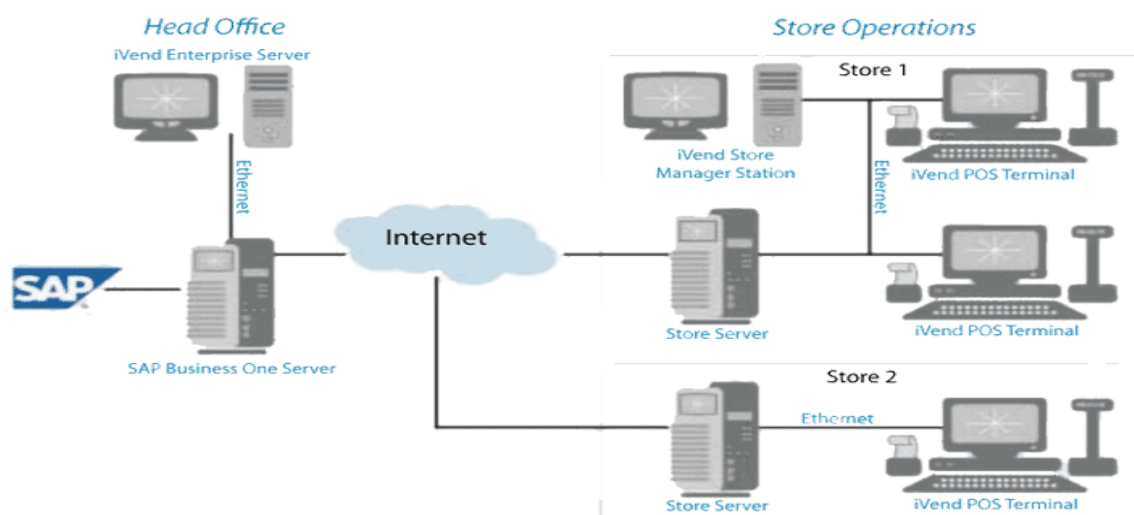 Head Office
Store Operations
iVend Enterprise Server
Store 1
Ethernet
iVend Store
Manager Station
Ethernet
iVend POS Terminal
Internet
SAP
SAP Business One Server
Store Server
iVend POS Terminal
Store 2
Ethernet
Store Server
iVend POS Terminal